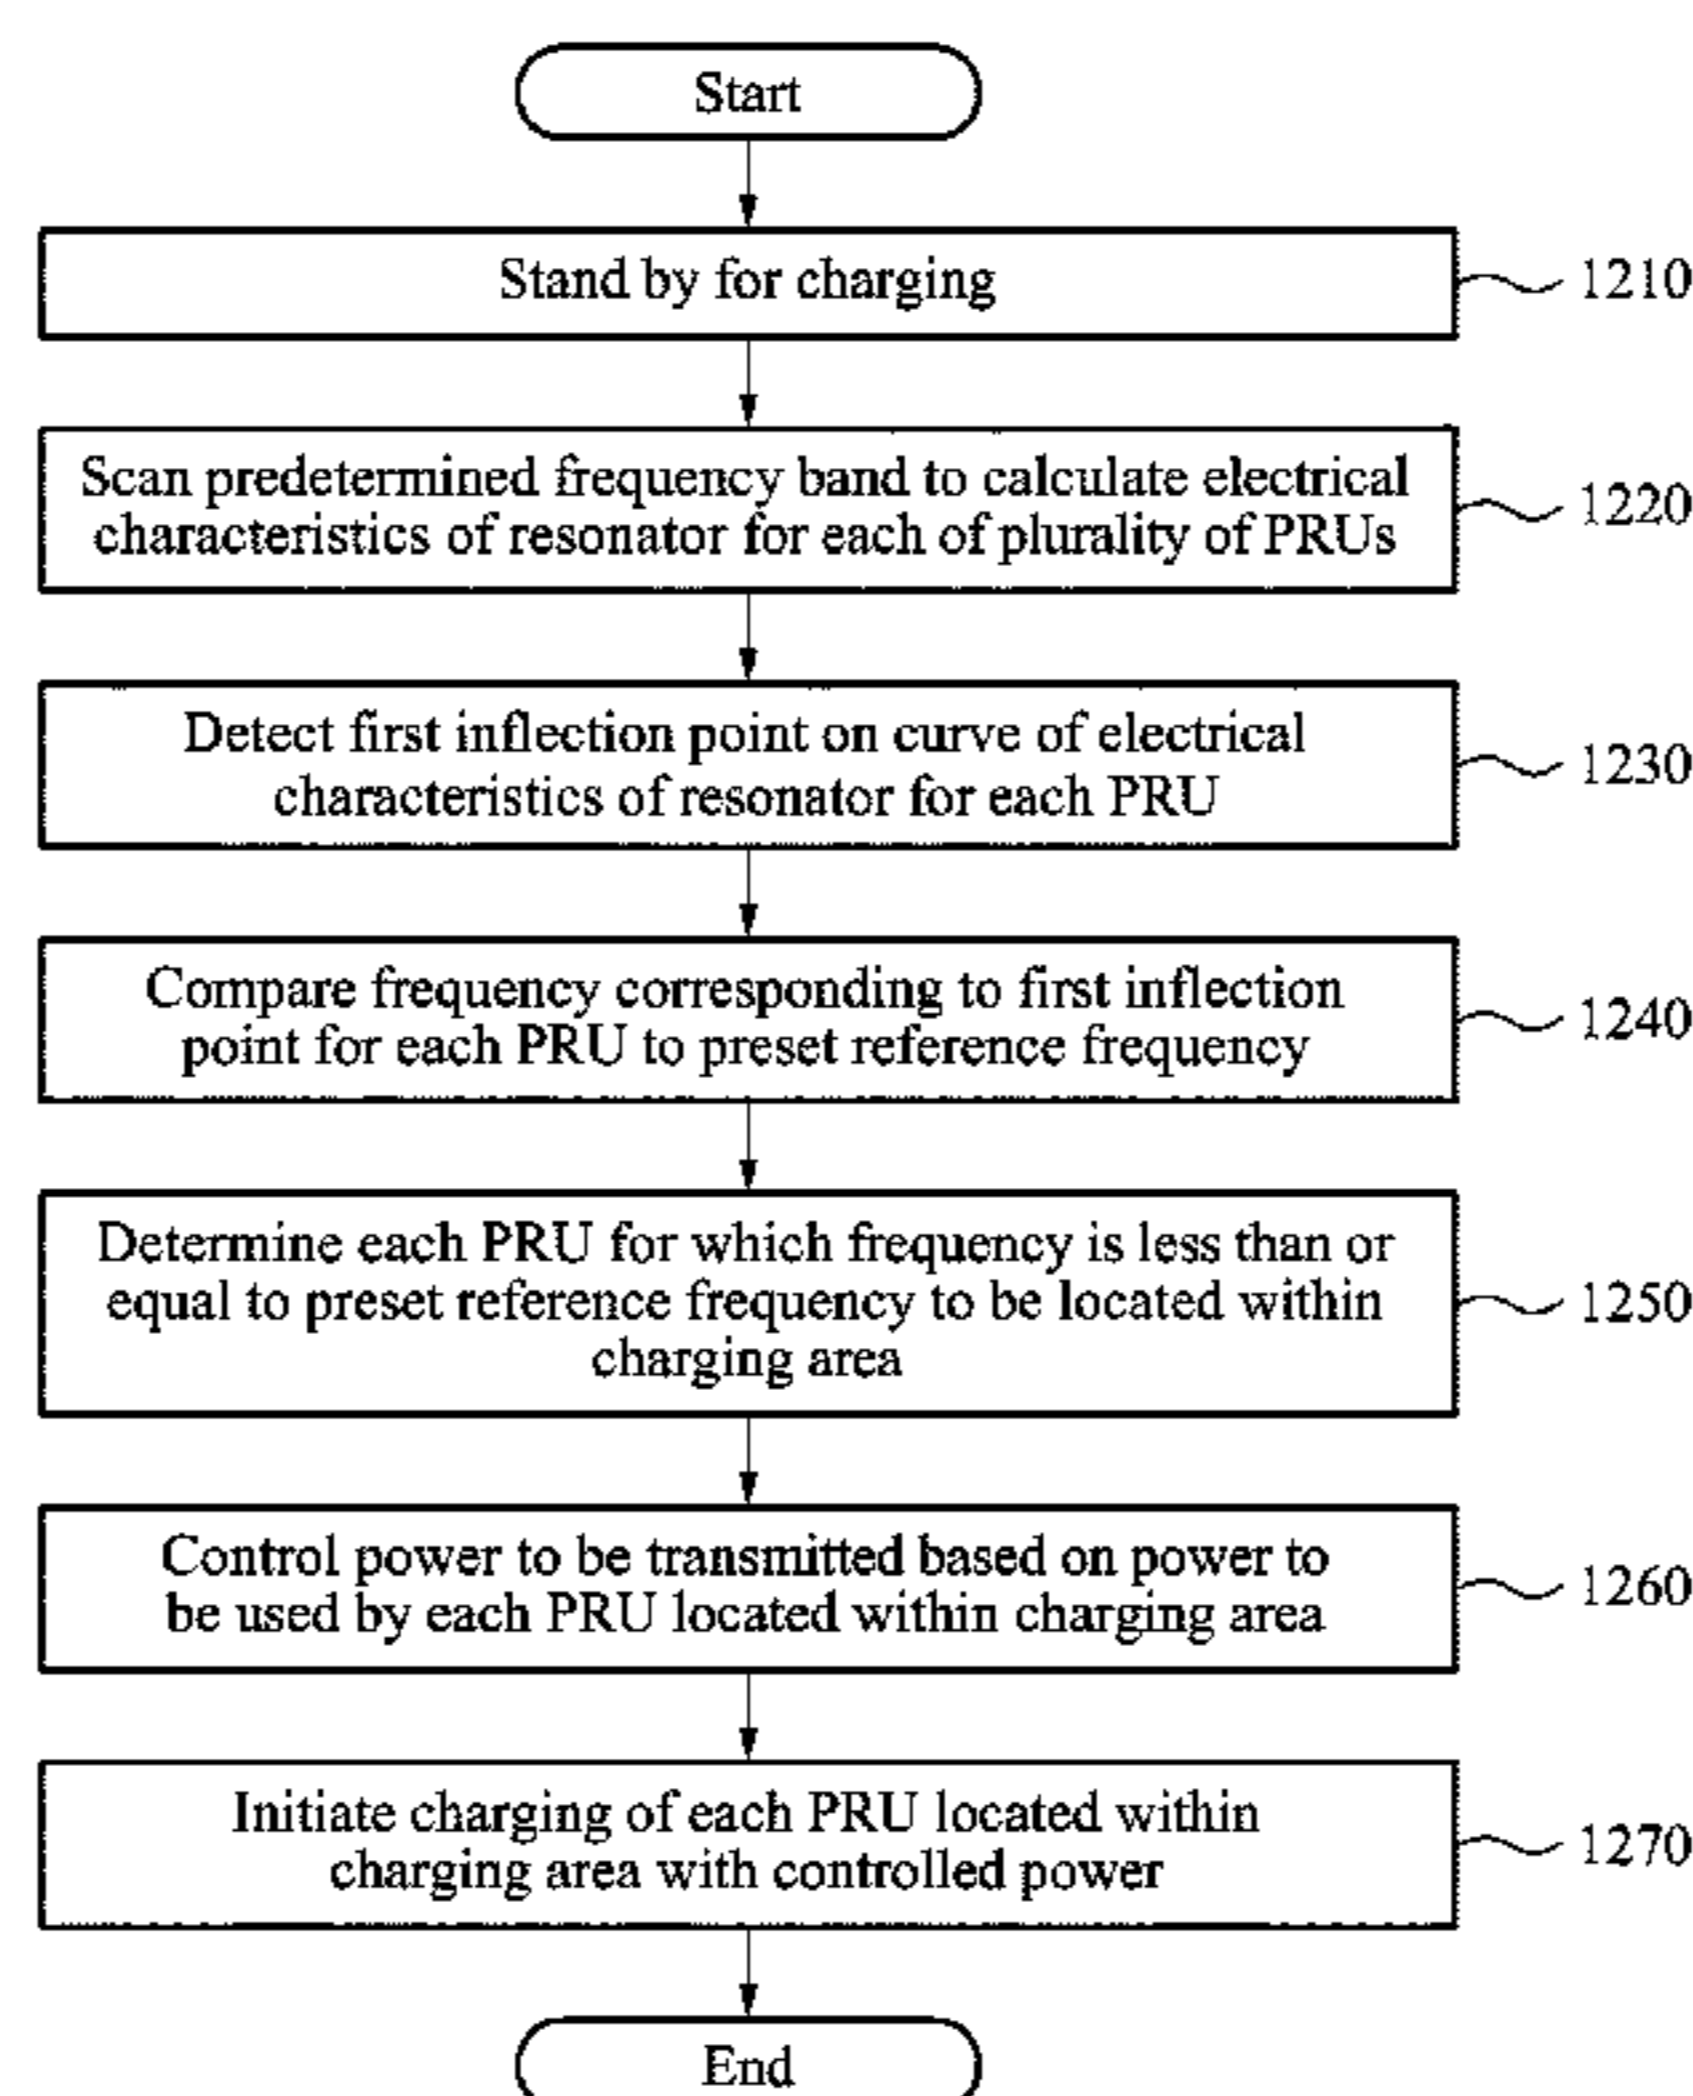 Start
Stand by for charging
1210
Scan predetermined frequency band to calculate electrical
characteristics of resonator for each of plurality of PRUs
1220
Detect first inflection point on curve of electrical
characteristics of resonator for each PRU
1230
Compare frequency corresponding to first inflection
point for each PRU to preset reference frequency
1240
Determine each PRU for which frequency is less than or
equal to preset reference frequency to be located within
charging area
1250
Control power to be transmitted based on power to
be used by each PRU located within charging area
1260
Initiate charging of each PRU located within
charging area with controlled power
1270
End